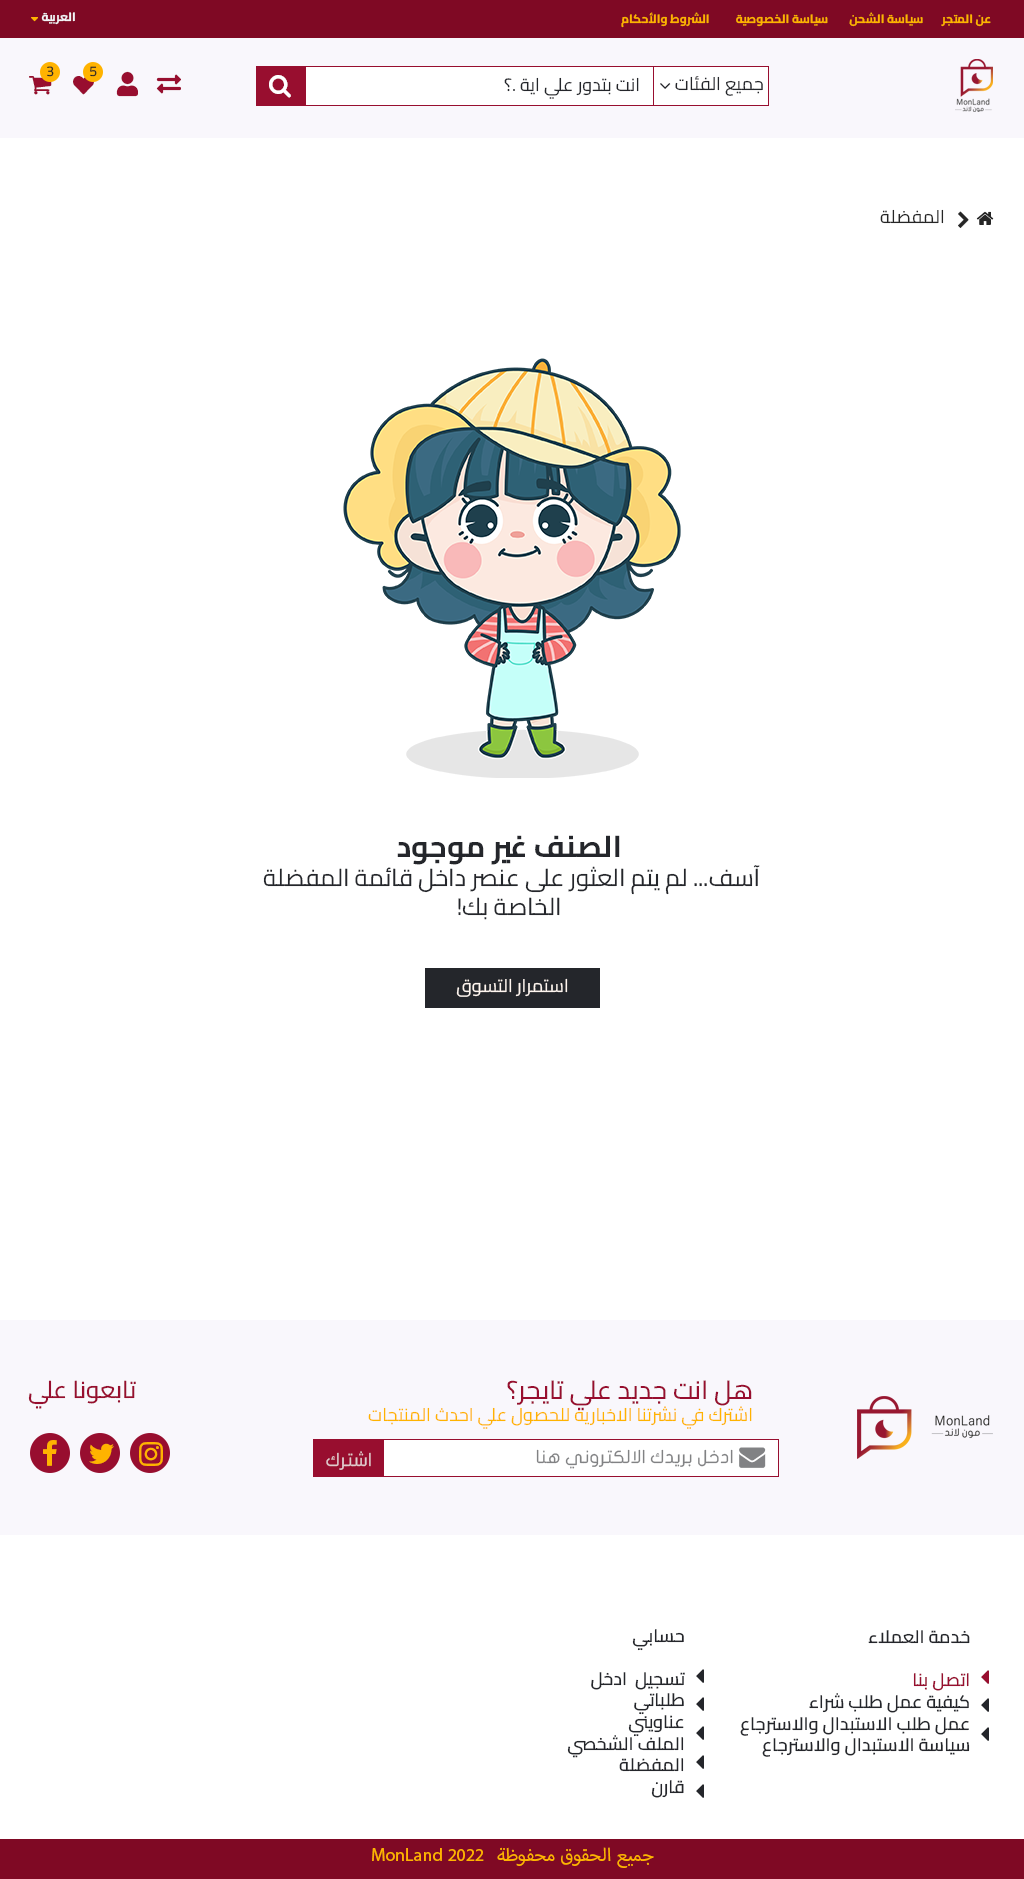 عن المتجر
سياسة الشحن
سياسة الخصوصية
الشروط والأحكام
العربية
MonLand
مون لاند
جميع الفئات
انت بتدور علي اية .؟
5
3
المفضلة
الصنف غير موجود
آسف... لم يتم العثور على عنصر داخل قائمة المفضلة
الخاصة بك!
استمرار التسوق
MonLand
مون لاند
هل انت جديد علي تايجر؟
اشترك في نشرتنا الاخبارية للحصول علي احدث المنتجات
ادخل بريدك الالكتروني هنا
اشترك
تابعونا علي
خدمة العملاء
اتصل بنا
كيفية عمل طلب شراء
عمل طلب الاستبدال والاسترجاع
سياسة الاستبدال والاسترجاع
حسابي
تسجيل ادخل
طلباتي
عناويني
الملف الشخصي
المفضلة
قارن
جميع الحقوق محفوظة MonLand 2022